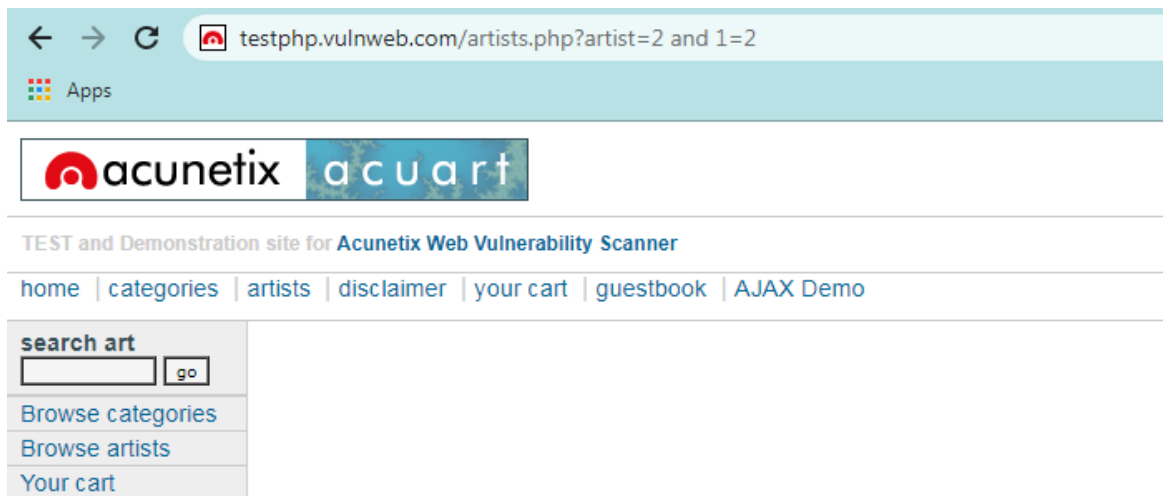 testphp.vulnweb.com/artists.php?artist=2 and 1=2
Apps
acunetix acuart
TEST and Demonstration site for Acunetix Web Vulnerability Scanner
home | categories | artists | disclaimer | your cart | guestbook | AJAX Demo
search art
go
Browse categories
Browse artists
Your cart